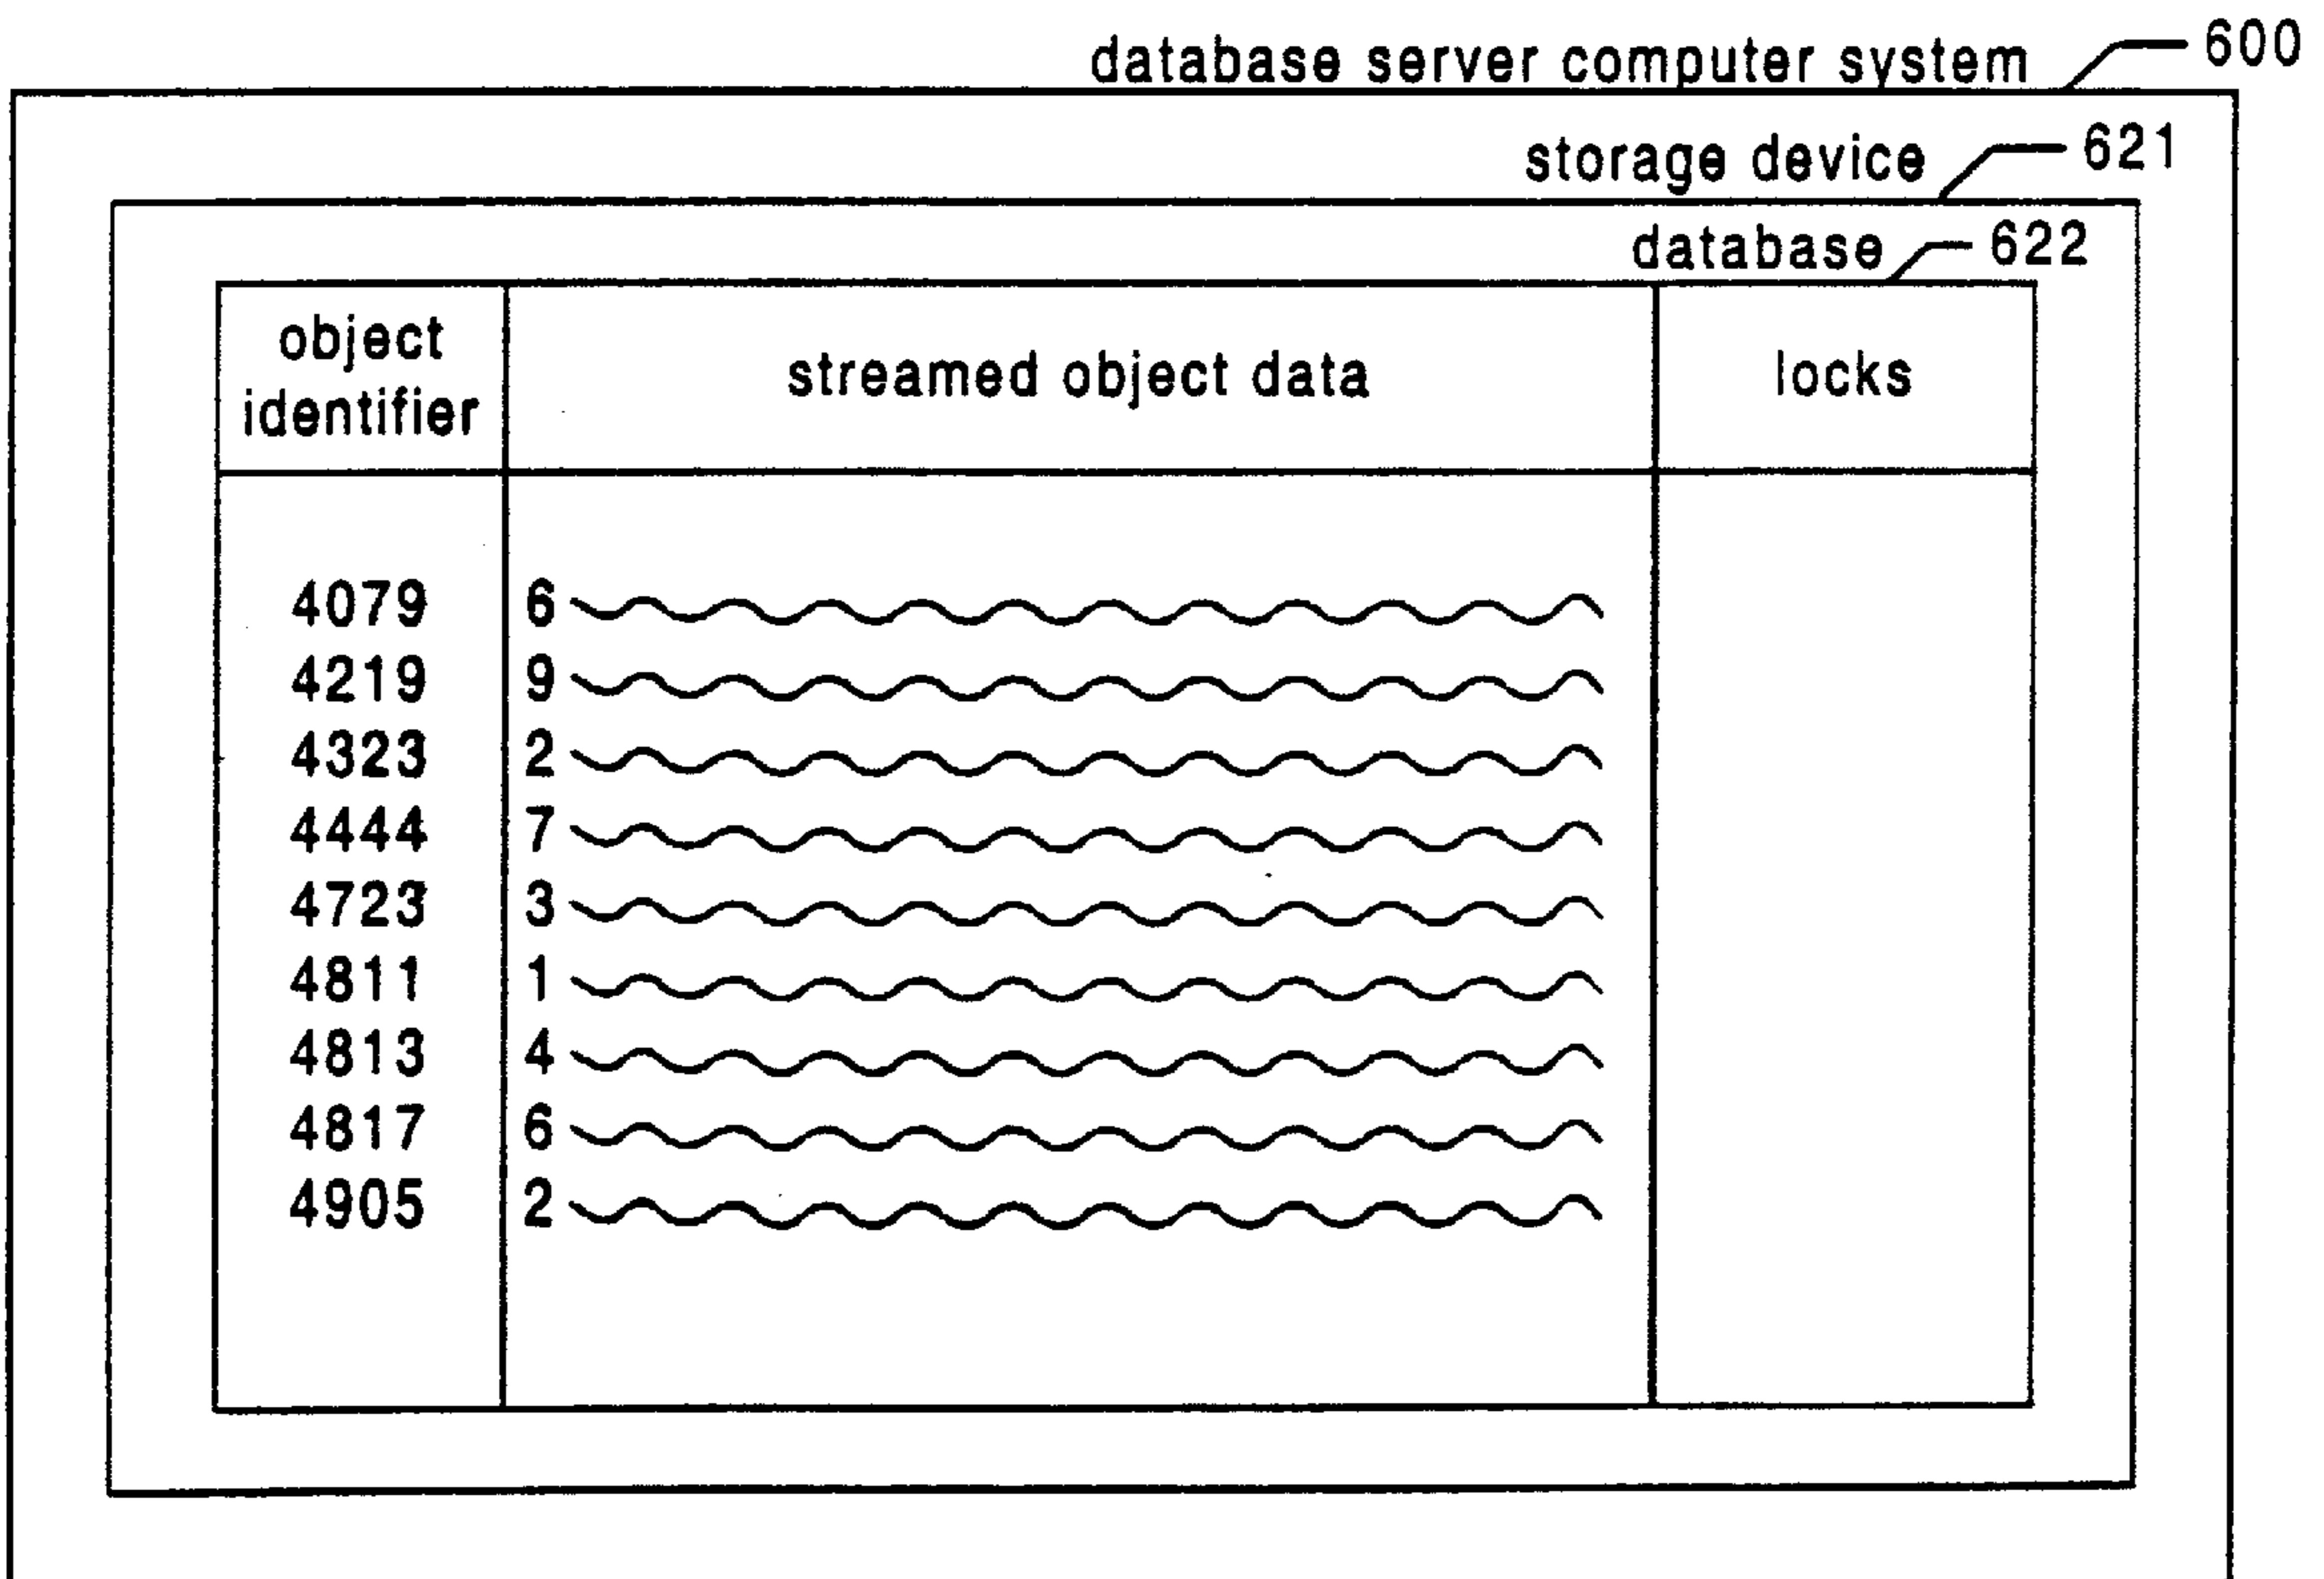 database server computer system 600
storage device 621
database 622
object identifier streamed object data locks
4079 6
4219 9
4323 2
4444 7
4723 3
4811 1
4813 4
4817 6
4905 2